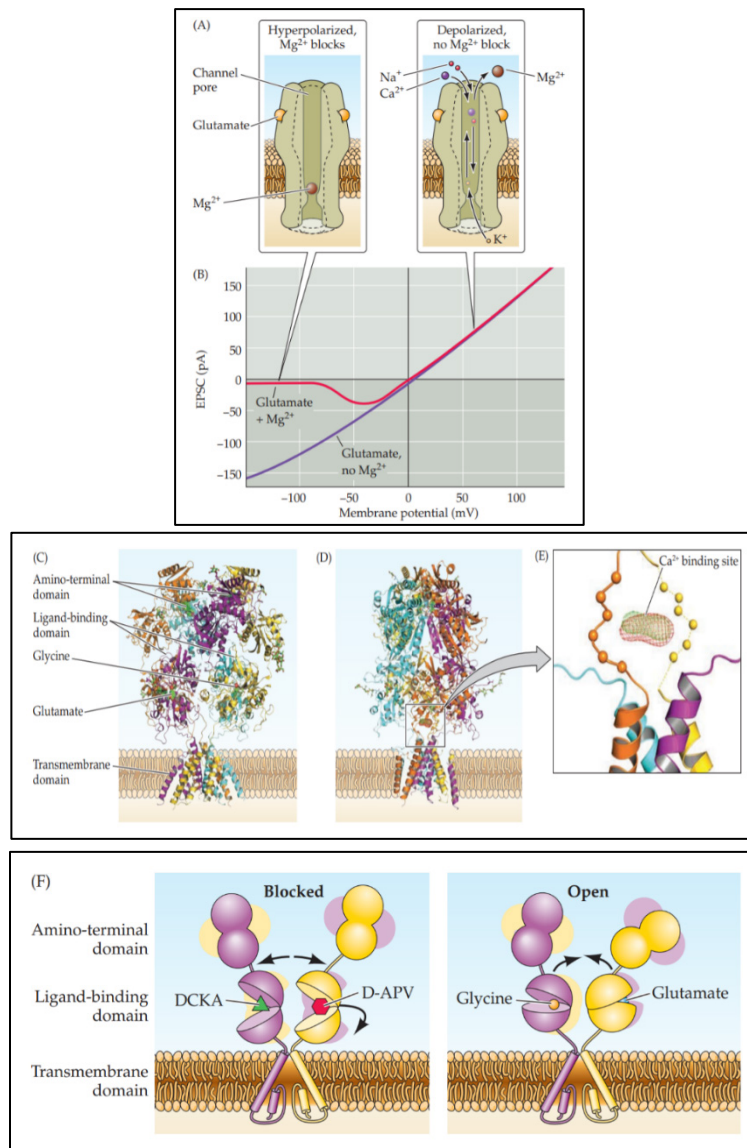 (A)
Hyperpolarized,
Mg²⁺ blocks
Depolarized,
no Mg²⁺ block
Channel
pore
Glutamate
Mg²⁺
Na⁺
Ca²⁺
Mg²⁺
K⁺
(B)
150
100
50
0
−50
−100
−150
EPSC (pA)
Glutamate
+ Mg²⁺
Glutamate,
no Mg²⁺
−100
−50
0
50
100
Membrane potential (mV)
(C)
Amino-terminal
domain
Ligand-binding
domain
Glycine
Glutamate
Transmembrane
domain
(D)
(E)
Ca²⁺ binding site
(F)
Blocked
Open
Amino-terminal
domain
Ligand-binding
domain
Transmembrane
domain
DCKA
D-APV
Glycine
Glutamate